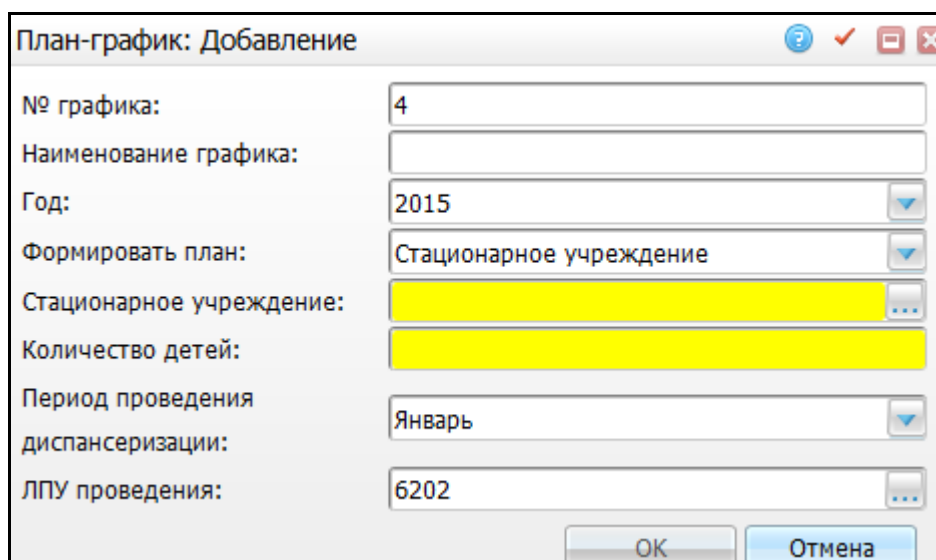 План-график: Добавление
№ графика: 4
Наименование графика:
Год: 2015
Формировать план: Стационарное учреждение
Стационарное учреждение: ...
Количество детей:
Период проведения
диспансеризации: Январь
ЛПУ проведения: 6202 ...
ОК Отмена